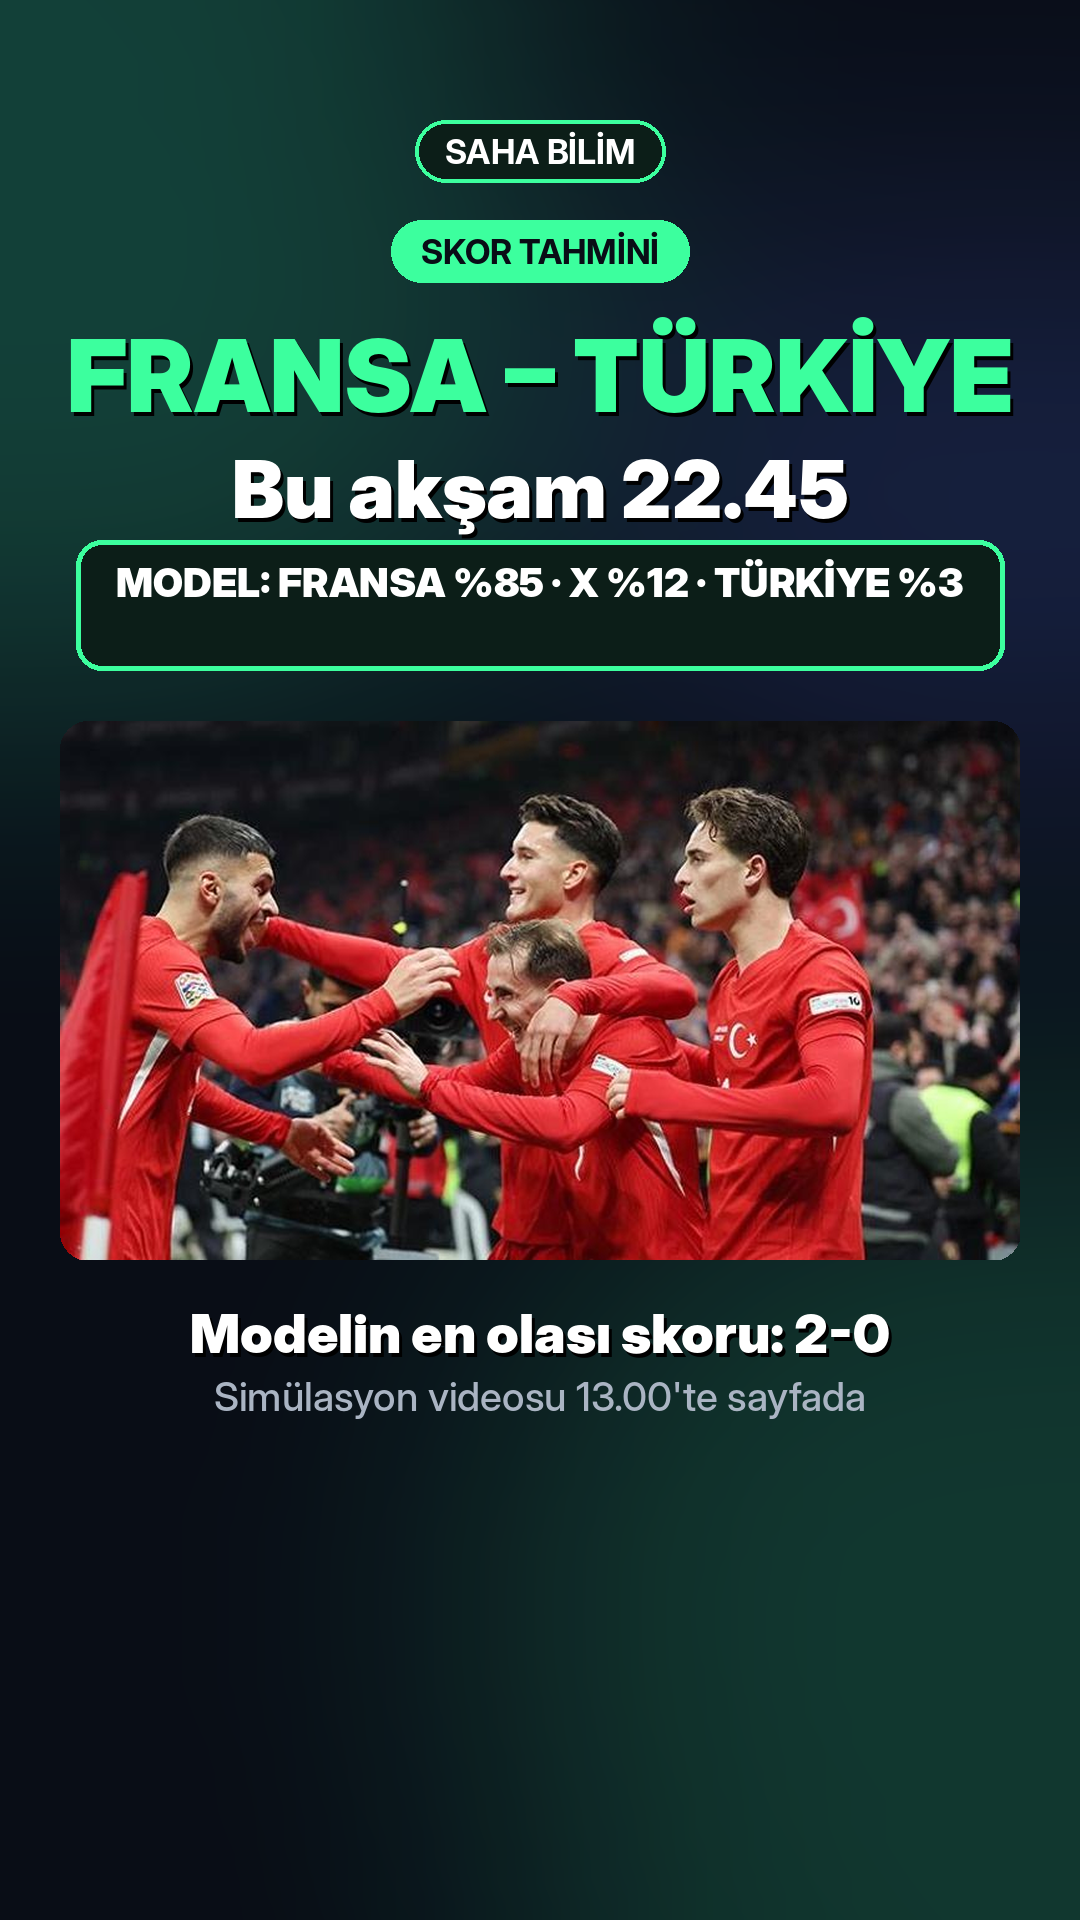 SAHA BİLİM
SKOR TAHMİNİ
FRANSA – TÜRKİYE
Bu akşam 22.45
MODEL: FRANSA %85 · X %12 · TÜRKİYE %3
Modelin en olası skoru: 2-0
Simülasyon videosu 13.00'te sayfada